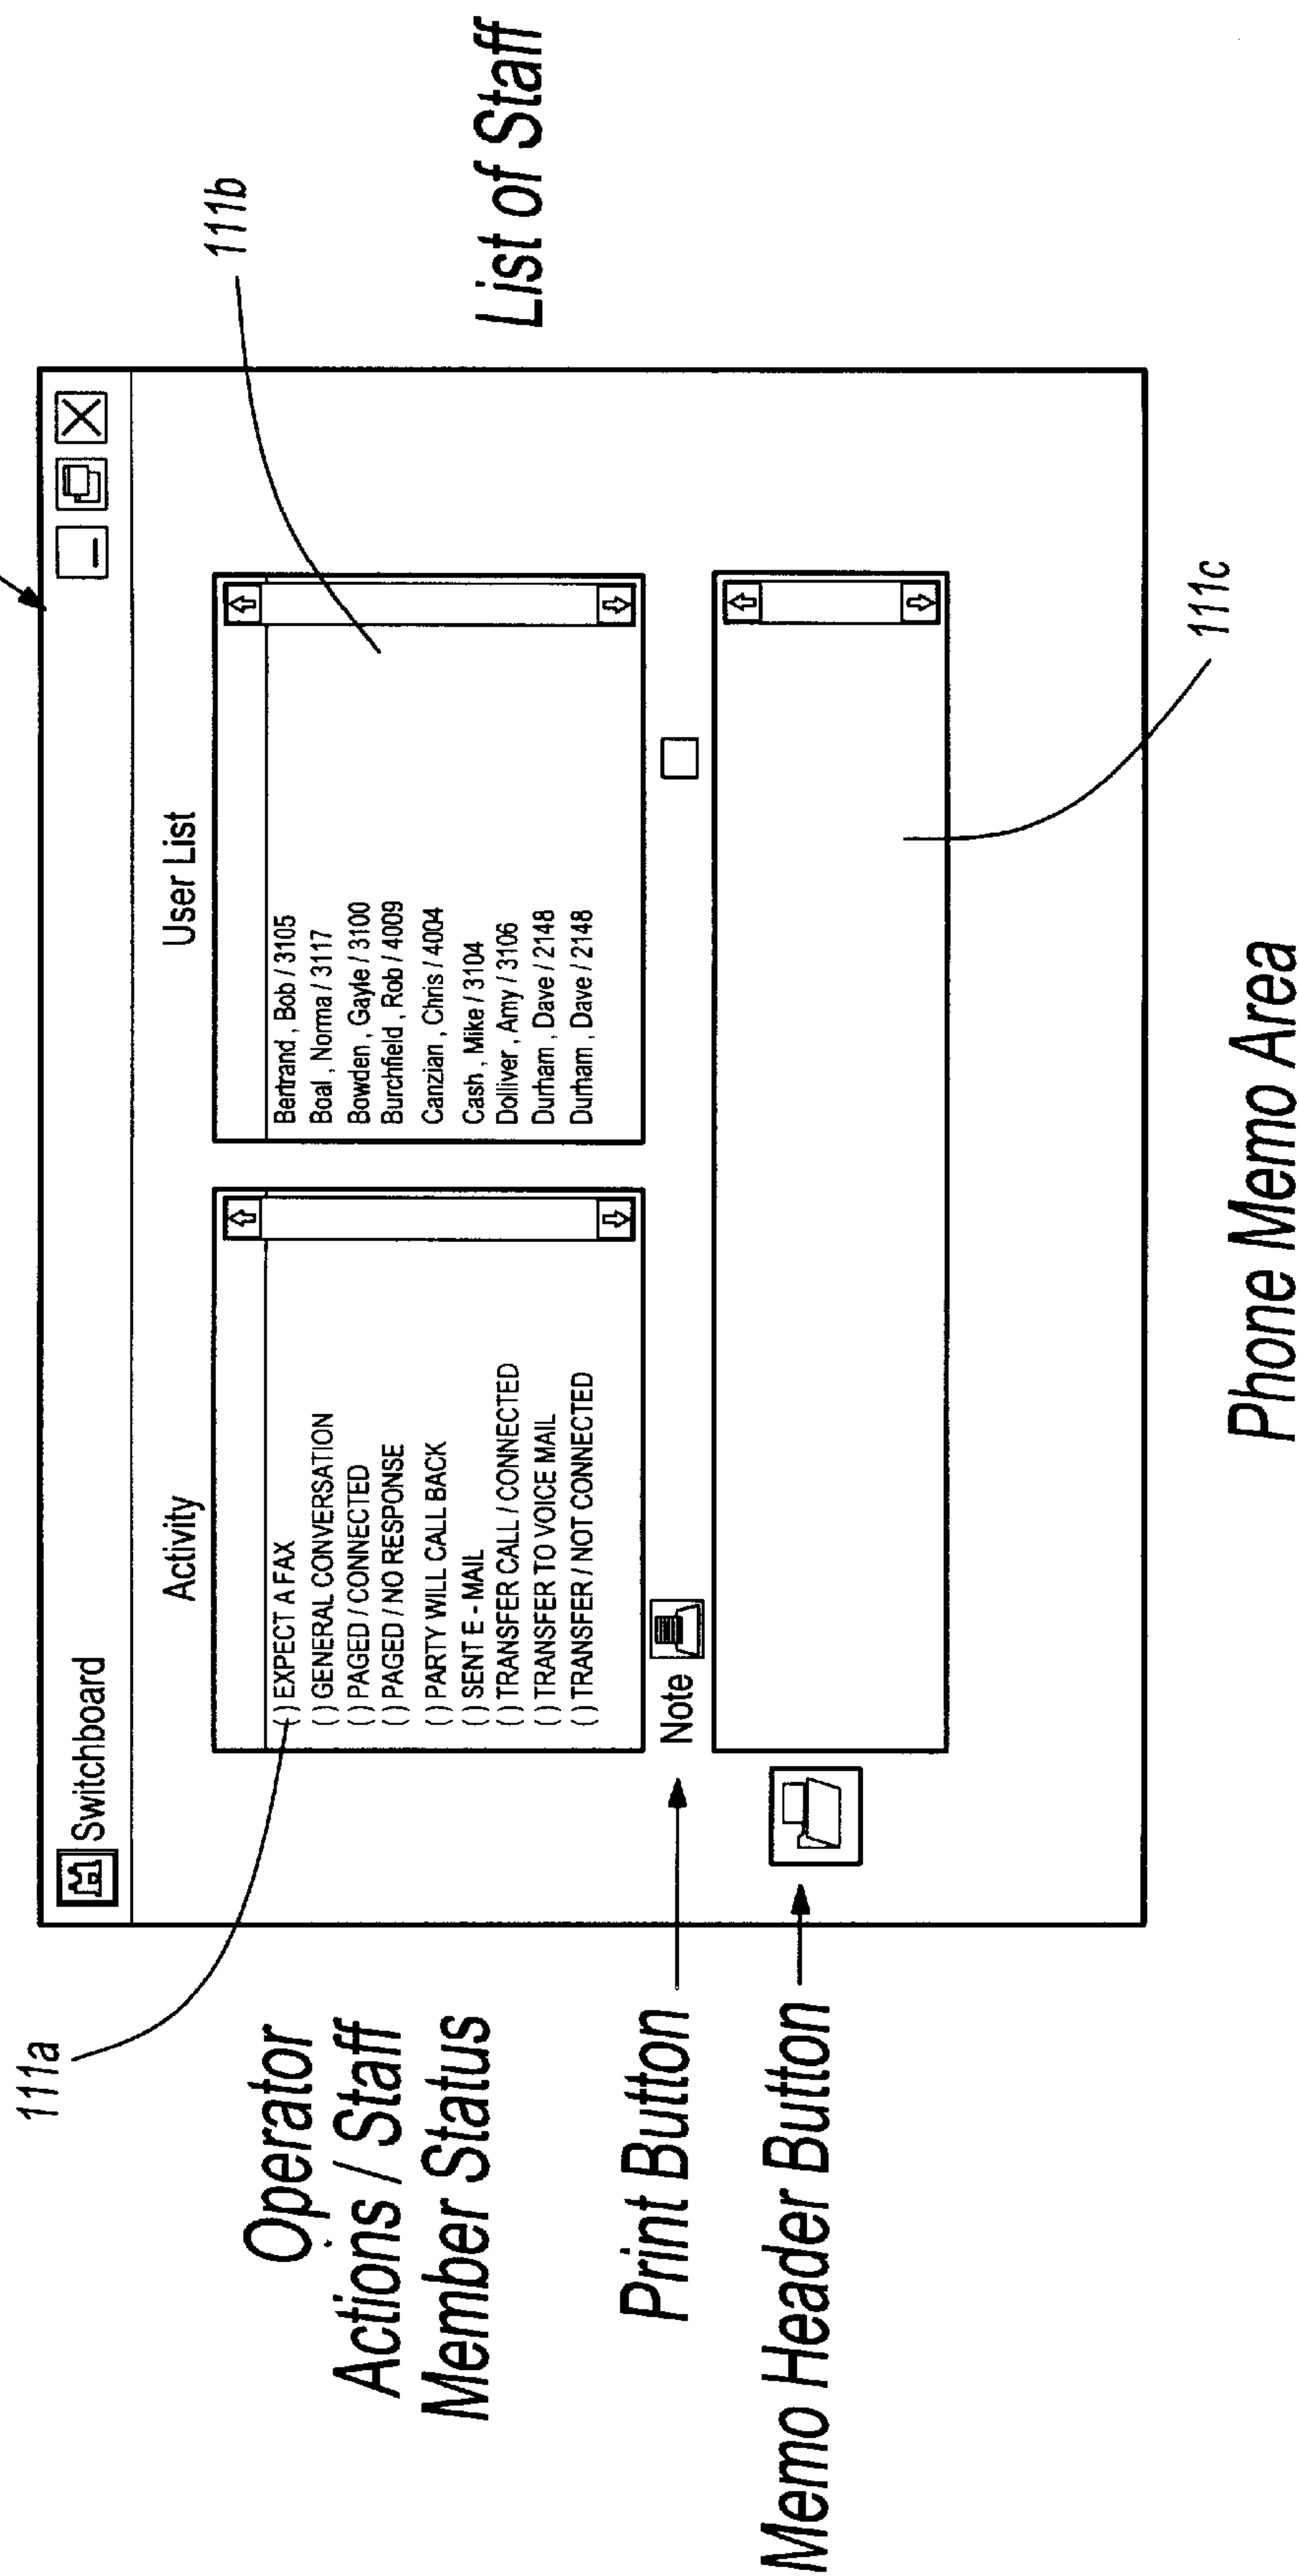 111a
Switchboard
111b
Operator
Actions / Staff
Member Status
Activity
( ) EXPECT A FAX
( ) GENERAL CONVERSATION
( ) PAGED / CONNECTED
( ) PAGED / NO RESPONSE
( ) PARTY WILL CALL BACK
( ) SENT E - MAIL
( ) TRANSFER CALL / CONNECTED
( ) TRANSFER TO VOICE MAIL
( ) TRANSFER / NOT CONNECTED
User List
Bertrand , Bob / 3105
Boal , Norma / 3117
Bowden , Gayle / 3100
Burchfield , Rob / 4009
Canzian , Chris / 4004
Cash , Mike / 3104
Dolliver , Amy / 3106
Durham , Dave / 2148
Durham , Dave / 2148
List of Staff
Print Button
Note
Memo Header Button
111c
Phone Memo Area